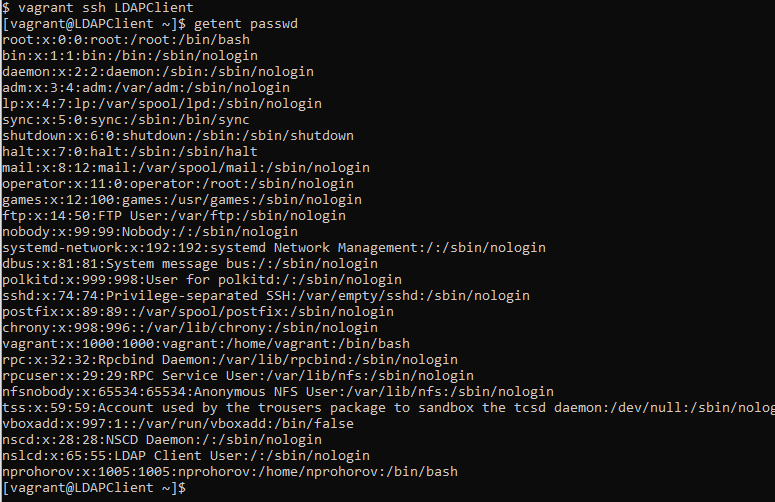 $ vagrant ssh LDAPClient
[vagrant@LDAPClient ~]$ getent passwd
root:x:0:0:root:/root:/bin/bash
bin:x:1:1:bin:/bin:/sbin/nologin
daemon:x:2:2:daemon:/sbin:/sbin/nologin
adm:x:3:4:adm:/var/adm:/sbin/nologin
lp:x:4:7:lp:/var/spool/lpd:/sbin/nologin
sync:x:5:0:sync:/sbin:/bin/sync
shutdown:x:6:0:shutdown:/sbin:/sbin/shutdown
halt:x:7:0:halt:/sbin:/sbin/halt
mail:x:8:12:mail:/var/spool/mail:/sbin/nologin
operator:x:11:0:operator:/root:/sbin/nologin
games:x:12:100:games:/usr/games:/sbin/nologin
ftp:x:14:50:FTP User:/var/ftp:/sbin/nologin
nobody:x:99:99:Nobody:/:/sbin/nologin
systemd-network:x:192:192:systemd Network Management:/:/sbin/nologin
dbus:x:81:81:System message bus:/:/sbin/nologin
polkitd:x:999:998:User for polkitd:/:/sbin/nologin
sshd:x:74:74:Privilege-separated SSH:/var/empty/sshd:/sbin/nologin
postfix:x:89:89::/var/spool/postfix:/sbin/nologin
chrony:x:998:996::/var/lib/chrony:/sbin/nologin
vagrant:x:1000:1000:vagrant:/home/vagrant:/bin/bash
rpc:x:32:32:Rpcbind Daemon:/var/lib/rpcbind:/sbin/nologin
rpcuser:x:29:29:RPC Service User:/var/lib/nfs:/sbin/nologin
nfsnobody:x:65534:65534:Anonymous NFS User:/var/lib/nfs:/sbin/nologin
tss:x:59:59:Account used by the trousers package to sandbox the tcsd daemon:/dev/null:/sbin/nolog
vboxadd:x:997:1::/var/run/vboxadd:/bin/false
nscd:x:28:28:NSCD Daemon:/:/sbin/nologin
nslcd:x:65:55:LDAP Client User:/:/sbin/nologin
nprohorov:x:1005:1005:nprohorov:/home/nprohorov:/bin/bash
[vagrant@LDAPClient ~]$